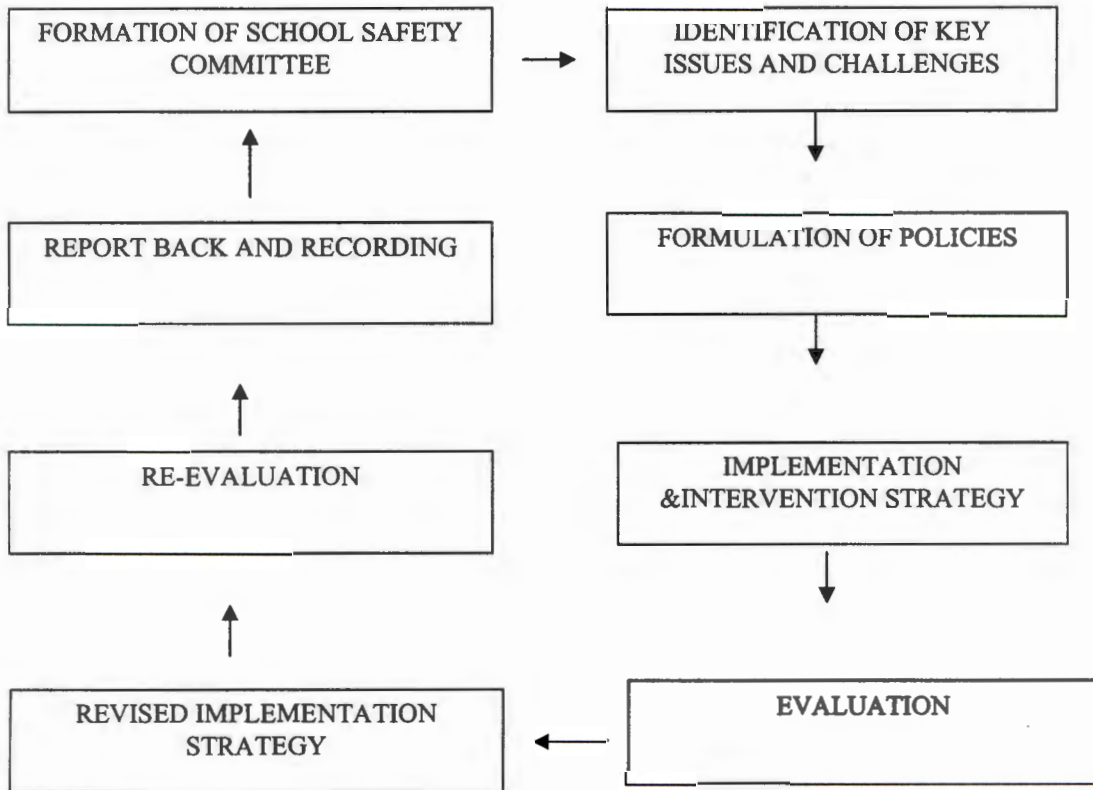 FORMATION OF SCHOOL SAFETY
COMMITTEE
IDENTIFICATION OF KEY
ISSUES AND CHALLENGES
REPORT BACK AND RECORDING
FORMULATION OF POLICIES
RE-EVALUATION
IMPLEMENTATION
&INTERVENTION STRATEGY
REVISED IMPLEMENTATION
STRATEGY
EVALUATION